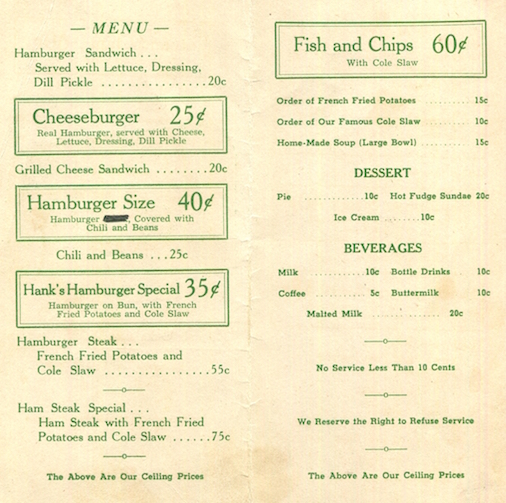 — MENU —
Hamburger Sandwich . . .
Served with Lettuce, Dressing,
Dill Pickle . . . . . . . . . . . . . . . . 20c
Cheeseburger 25¢
Real Hamburger, served with Cheese,
Lettuce, Dressing, Dill Pickle
Grilled Cheese Sandwich . . . . . . . . 20c
Hamburger Size 40¢
Hamburger , Covered with
Chili and Beans
Chili and Beans . . . 25c
Hank's Hamburger Special 35¢
Hamburger on Bun, with French
Fried Potatoes and Cole Slaw
Hamburger Steak . . .
French Fried Potatoes and
Cole Slaw . . . . . . . . . . . . . . . . 55c
Ham Steak Special . . .
Ham Steak with French Fried
Potatoes and Cole Slaw . . . . . . 75c
The Above Are Our Ceiling Prices
Fish and Chips 60¢
With Cole Slaw
Order of French Fried Potatoes . . . . . . . . . . 15c
Order of Our Famous Cole Slaw . . . . . . . . . 10c
Home-Made Soup (Large Bowl) . . . . . . . . . . 15c
DESSERT
Pie . . . . . . . . . . . . . 10c Hot Fudge Sundae 20c
Ice Cream . . . . . . . 10c
BEVERAGES
Milk . . . . . . . . . . . . 10c Bottle Drinks . . . . 10c
Coffee . . . . . . . . . . . 5c Buttermilk . . . . . . 10c
Malted Milk . . . . . . . . . . . . . 20c
No Service Less Than 10 Cents
We Reserve the Right to Refuse Service
The Above Are Our Ceiling Prices